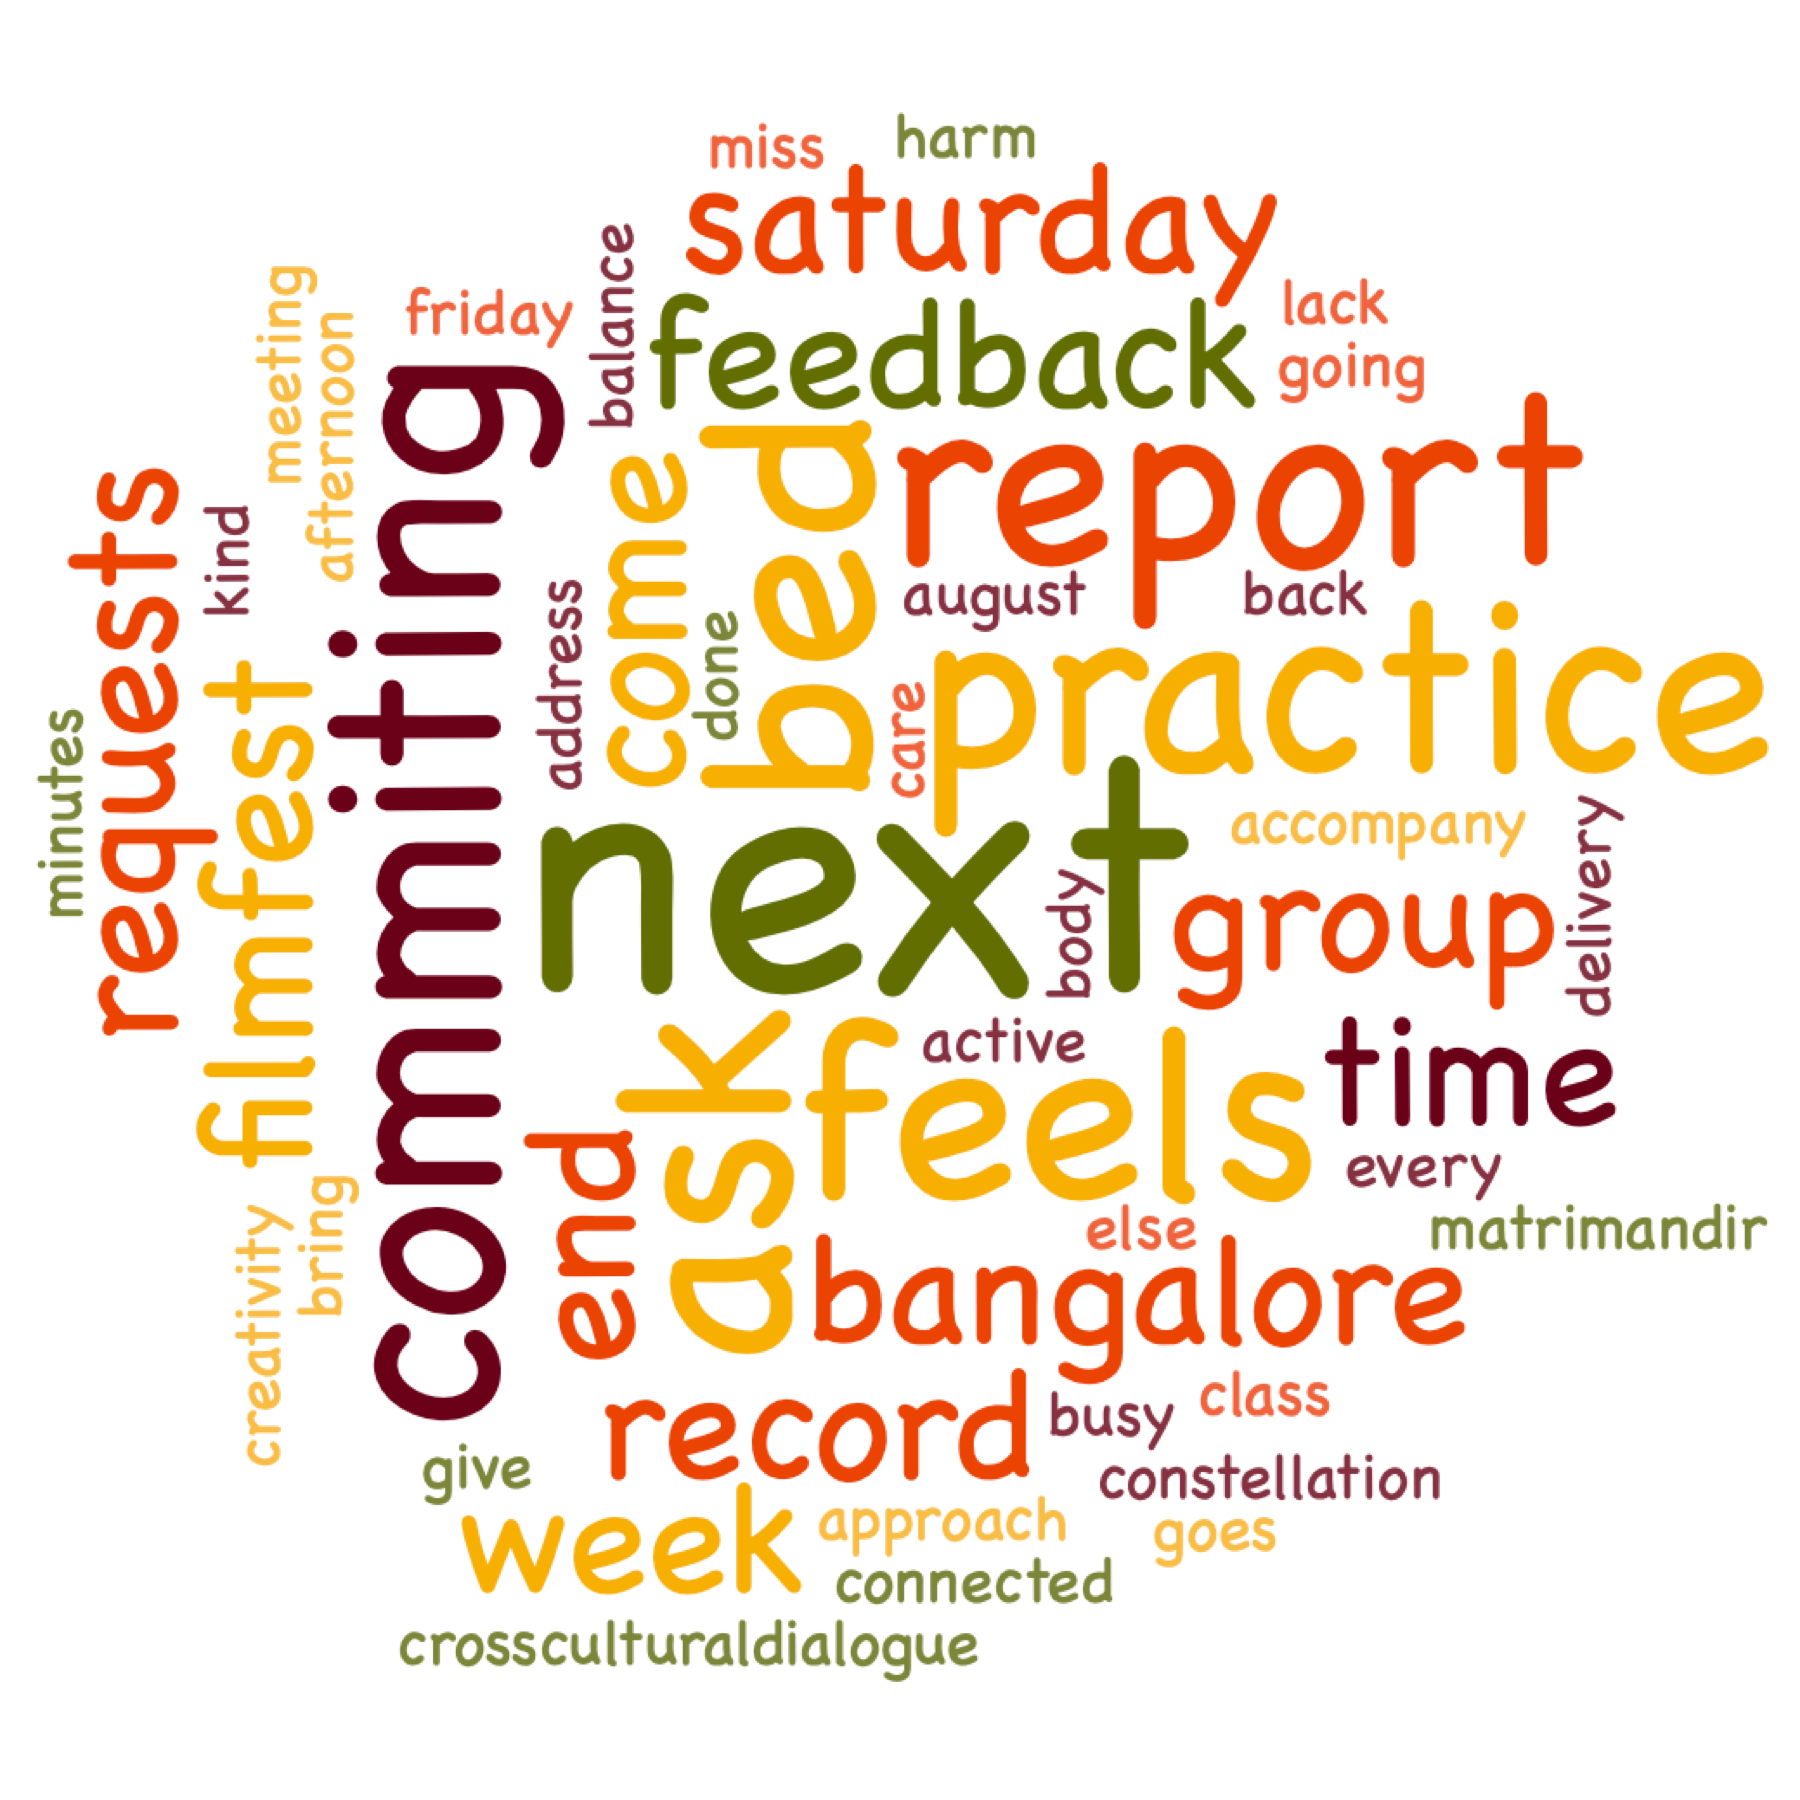 miss
harm
saturday
balance
friday
meeting
afternoon
feedback
lack
going
report
bed
come
committing
requests
kind
august
back
address
done
care
practice
filmfest
minutes
next
accompany
delivery
body
group
active
time
ask
feels
end
every
else
matrimandir
bring
creativity
bangalore
record
busy
class
give
constellation
week
approach
goes
connected
crossculturaldialogue